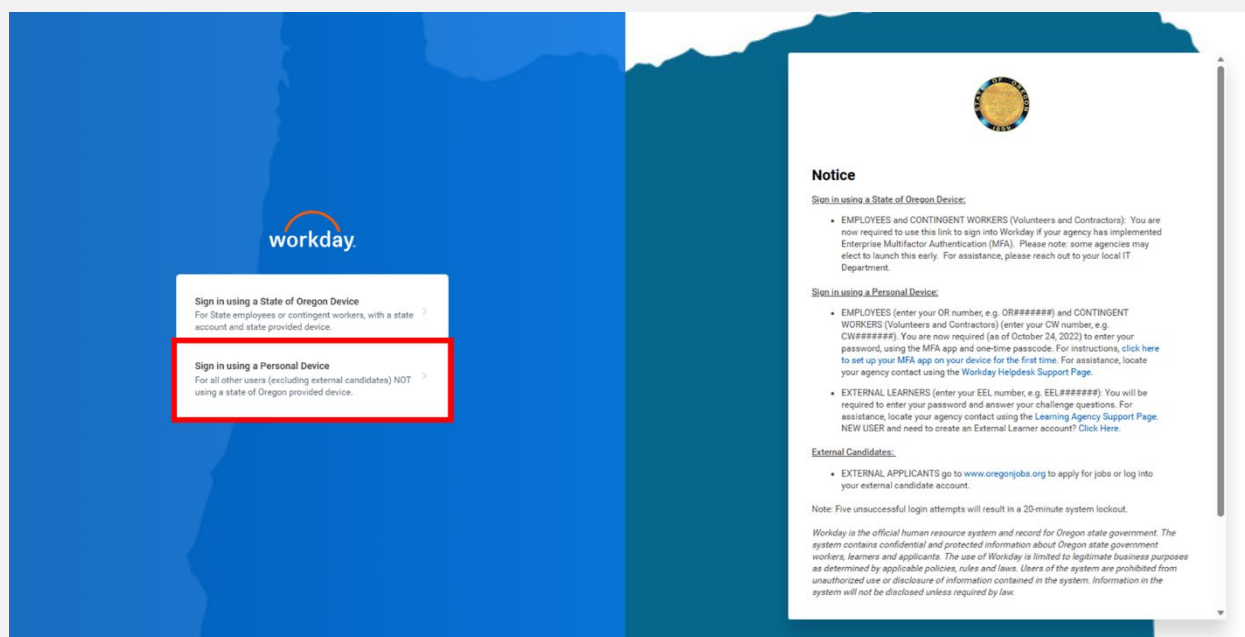 workday.
Sign in using a State of Oregon Device
For State employees or contingent workers, with a state
account and state provided device.
Sign in using a Personal Device
For all other users (excluding external candidates) NOT
using a state of Oregon provided device.
STATE OF OREGON
1859
Notice
Sign in using a State of Oregon Device:
• EMPLOYEES and CONTINGENT WORKERS (Volunteers and Contractors): You are
now required to use this link to sign into Workday if your agency has implemented
Enterprise Multifactor Authentication (MFA). Please note: some agencies may
elect to launch this early. For assistance, please reach out to your local IT
Department.
Sign in using a Personal Device:
• EMPLOYEES (enter your OR number, e.g. OR#######) and CONTINGENT
WORKERS (Volunteers and Contractors) (enter your CW number, e.g.
CW#######). You are now required (as of October 24, 2022) to enter your
password, using the MFA app and one-time passcode. For instructions, click here
to set up your MFA app on your device for the first time. For assistance, locate
your agency contact using the Workday Helpdesk Support Page.
• EXTERNAL LEARNERS (enter your EEL number, e.g. EEL#######): You will be
required to enter your password and answer your challenge questions. For
assistance, locate your agency contact using the Learning Agency Support Page.
NEW USER and need to create an External Learner account? Click Here.
External Candidates:
• EXTERNAL APPLICANTS go to www.oregonjobs.org to apply for jobs or log into
your external candidate account.
Note: Five unsuccessful login attempts will result in a 20-minute system lockout.
Workday is the official human resource system and record for Oregon state government. The
system contains confidential and protected information about Oregon state government
workers, learners and applicants. The use of Workday is limited to legitimate business purposes
as determined by applicable policies, rules and laws. Users of the system are prohibited from
unauthorized use or disclosure of information contained in the system. Information in the
system will not be disclosed unless required by law.